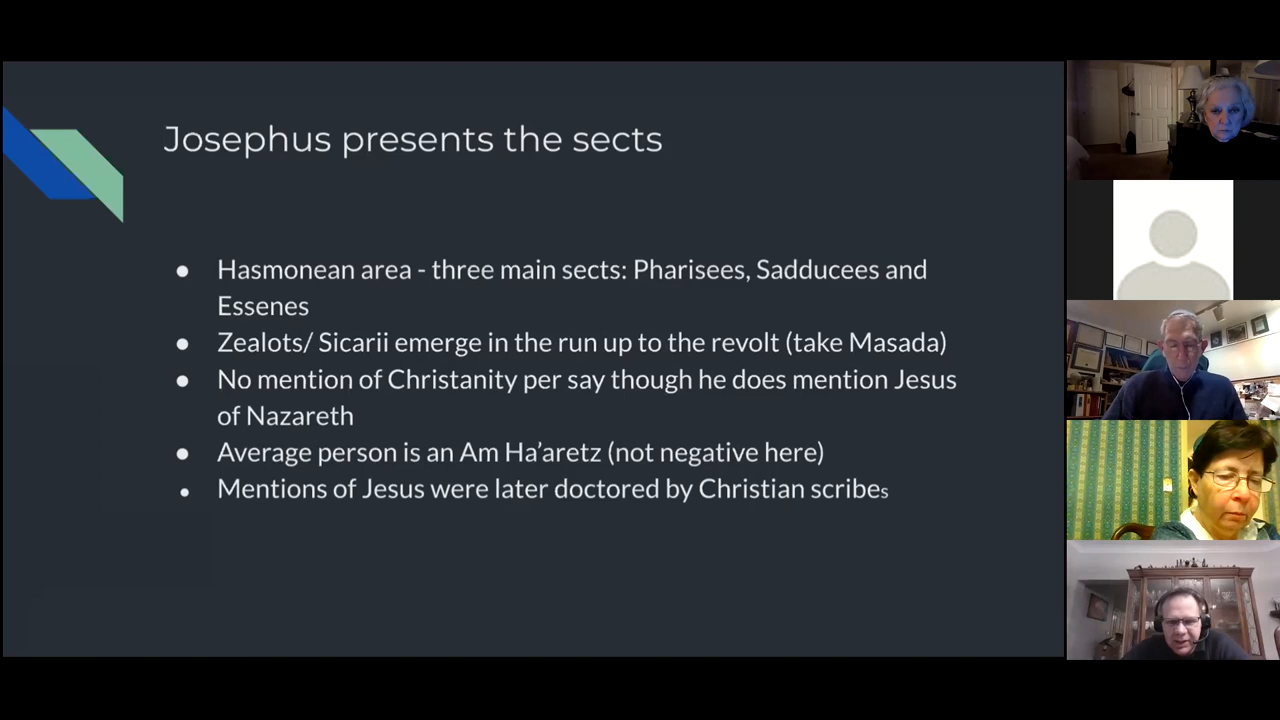 Josephus presents the sects
● Hasmonean area - three main sects: Pharisees, Sadducees and
Essenes
● Zealots/ Sicarii emerge in the run up to the revolt (take Masada)
● No mention of Christanity per say though he does mention Jesus
of Nazareth
● Average person is an Am Ha’aretz (not negative here)
● Mentions of Jesus were later doctored by Christian scribes